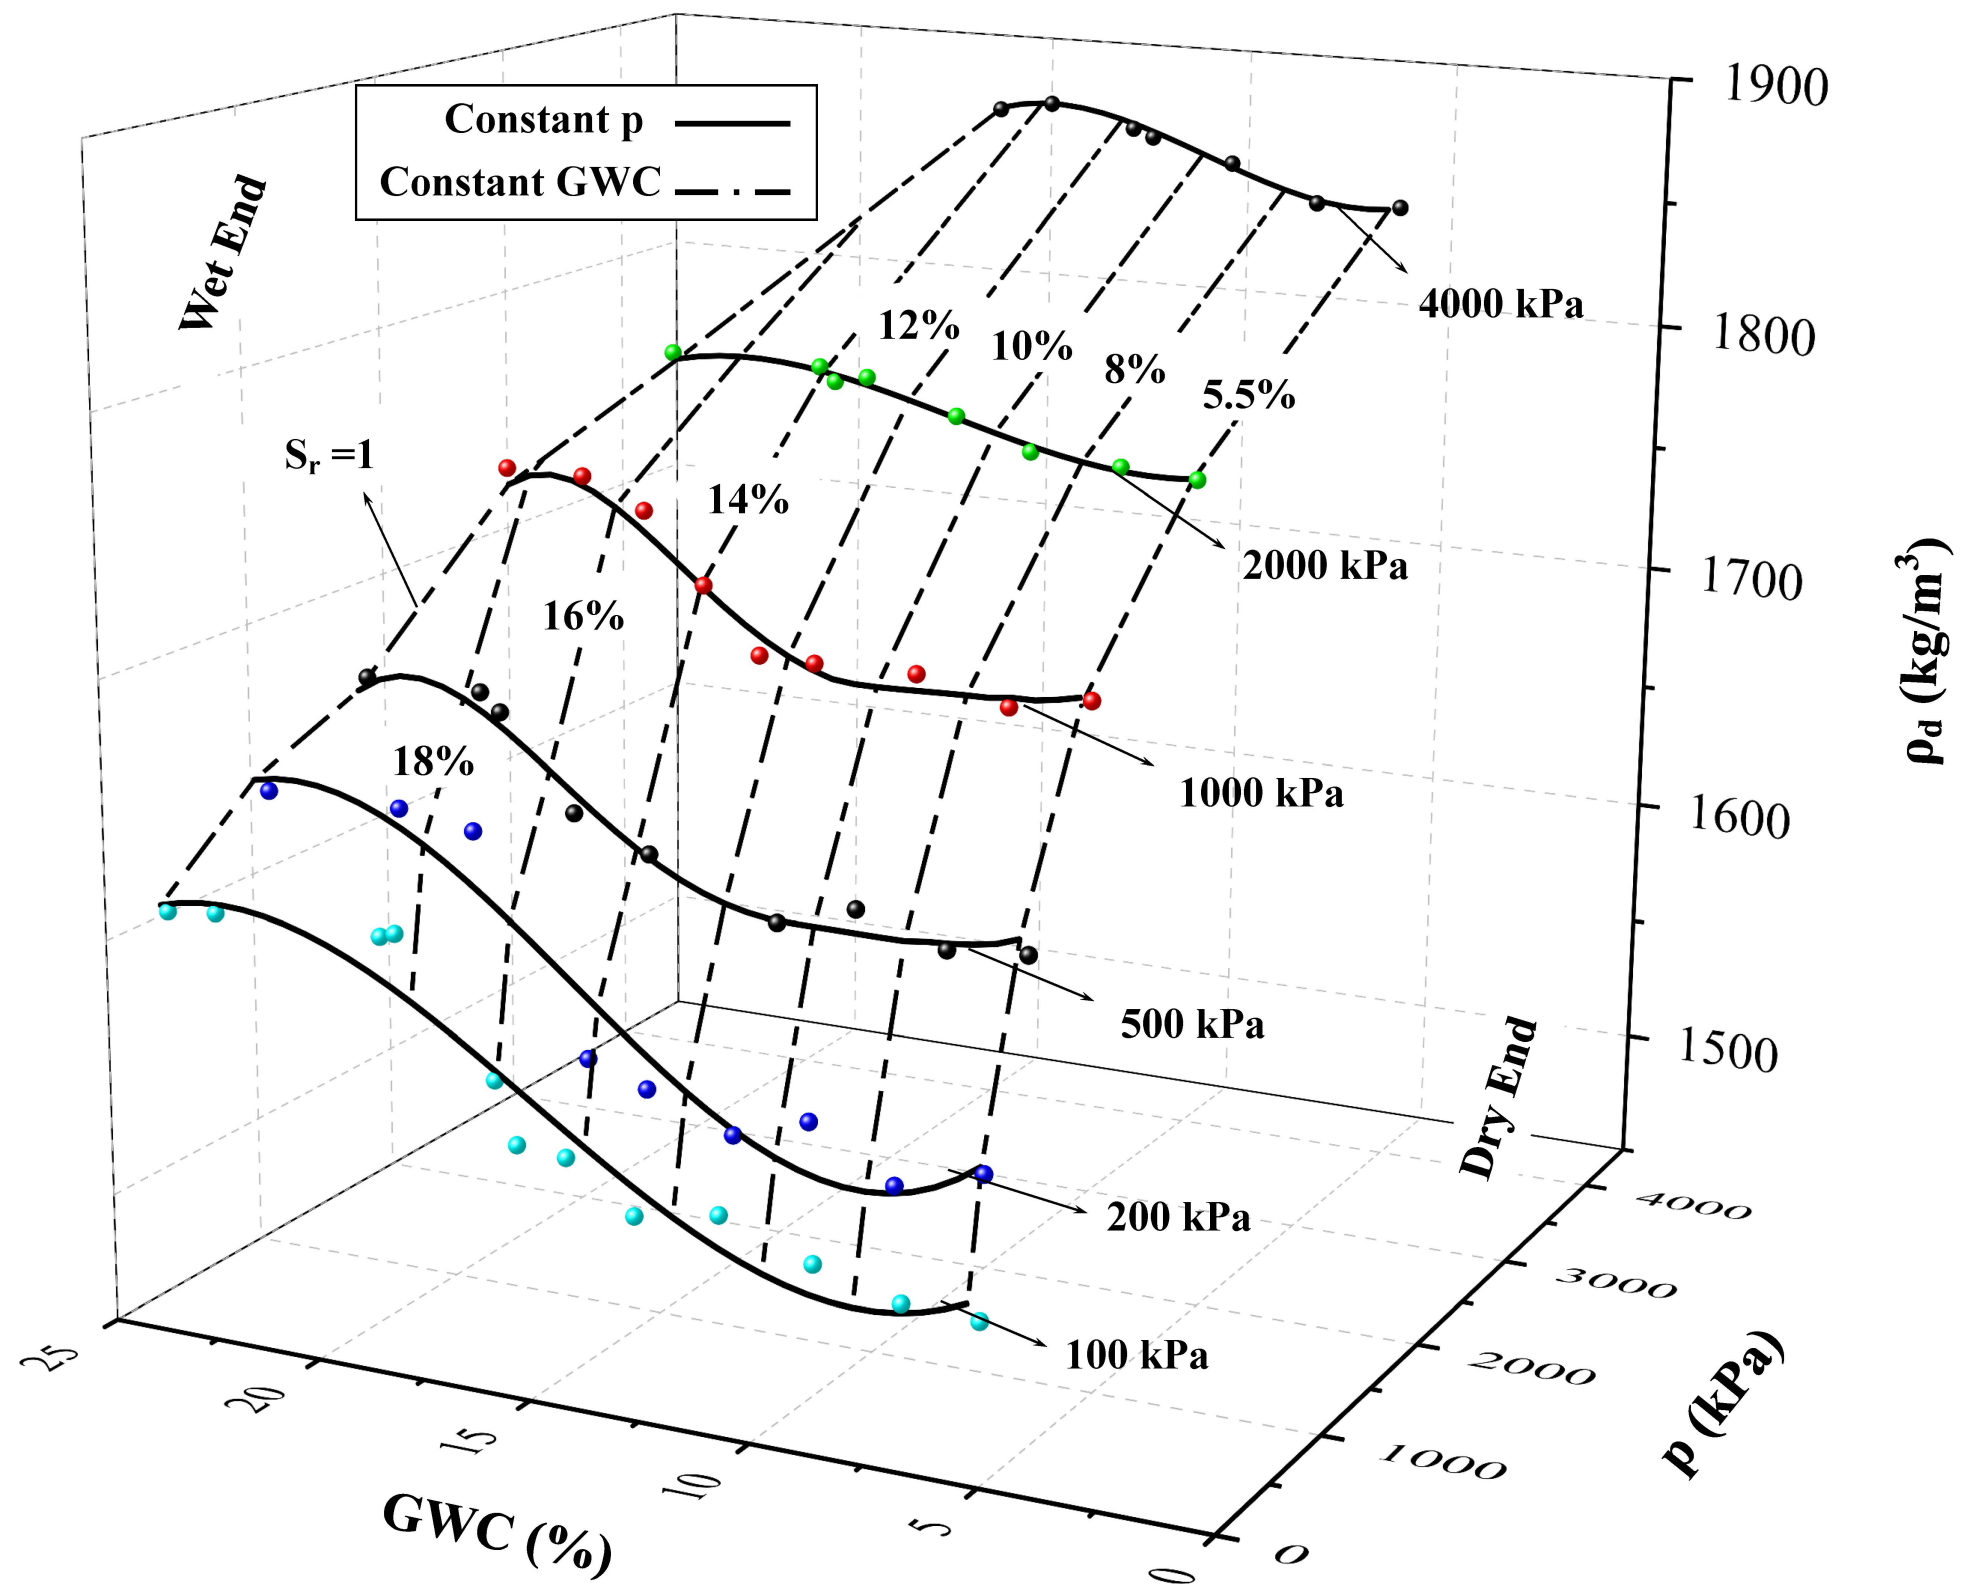 Constant p
Constant GWC
Wet End
Sr =1
4000 kPa
12%
10%
8%
5.5%
14%
2000 kPa
16%
1000 kPa
18%
500 kPa
Dry End
200 kPa
100 kPa
1900
1800
1700
1600
1500
ρd (kg/m³)
4000
3000
2000
1000
0
p (kPa)
25
20
15
10
5
0
GWC (%)